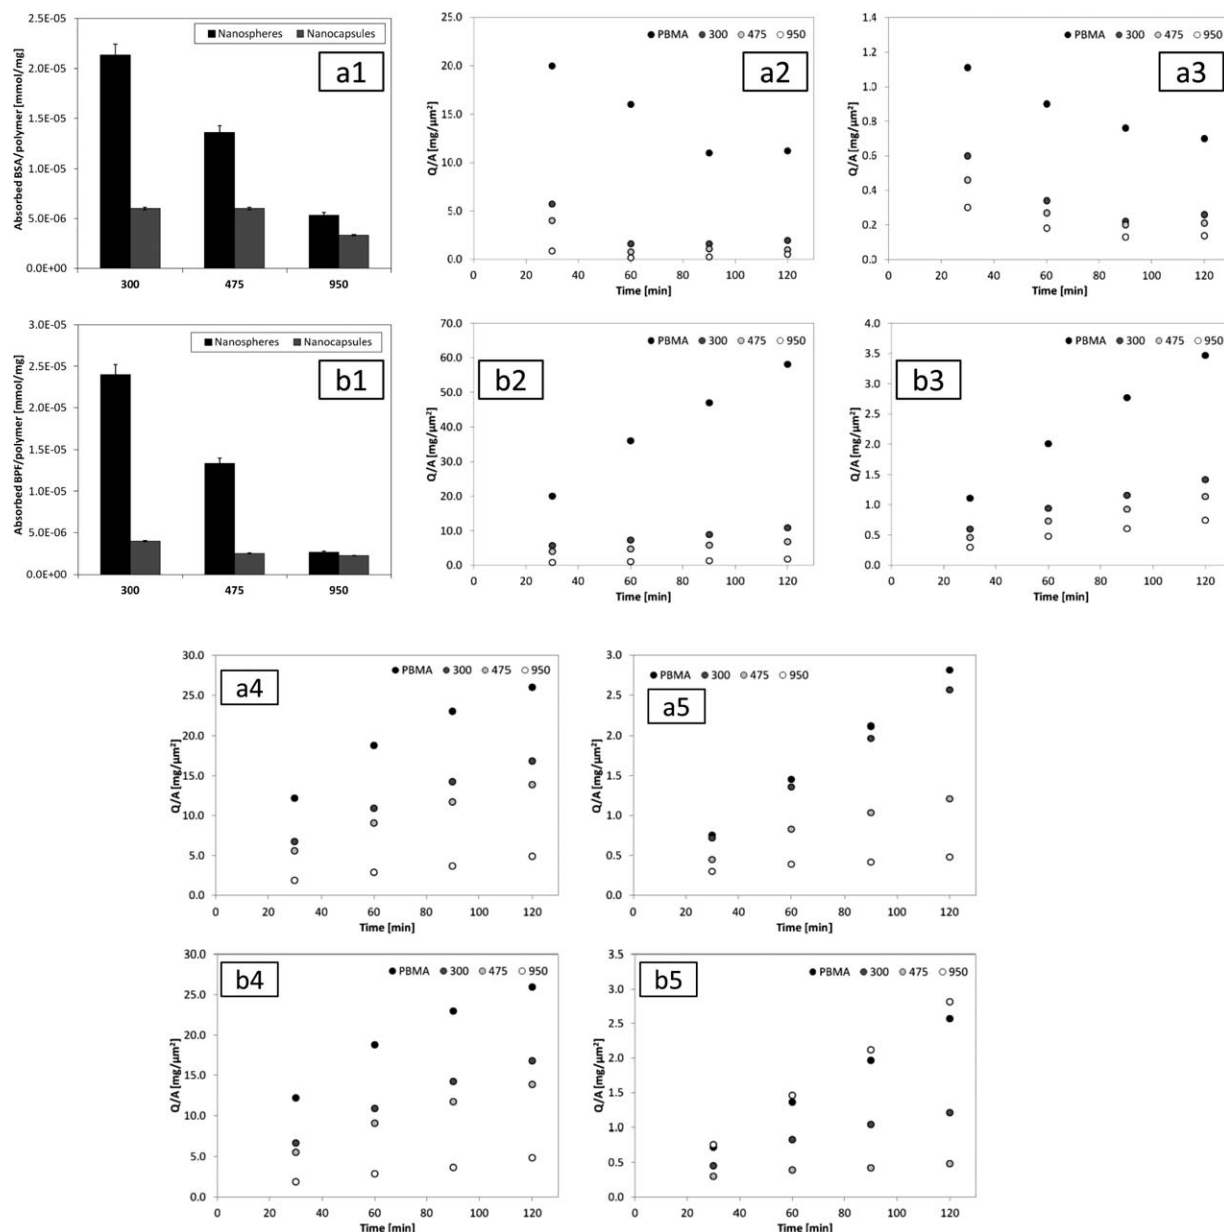 2.5E-05
2.0E-05
1.5E-05
1.0E-05
5.0E-06
0.0E+00
Absorbed BSA/polymer [mmol/mg]
Nanospheres Nanocapsules
a1
300 475 950
25.0
20.0
15.0
10.0
5.0
0.0
Q/A [mg/µm²]
PBMA 300 475 950
a2
0 20 40 60 80 100 120
Time [min]
1.4
1.2
1.0
0.8
0.5
0.4
0.2
0.0
Q/A [mg/µm²]
PBMA 300 475 950
a3
0 20 40 60 80 100 120
Time [min]
3.0E-05
2.5E-05
2.0E-05
1.5E-05
1.0E-05
5.0E-06
0.0E+00
Absorbed BPF/polymer [mmol/mg]
Nanospheres Nanocapsules
b1
300 475 950
70.0
60.0
50.0
40.0
30.0
20.0
10.0
0.0
Q/A [mg/µm²]
PBMA 300 475 950
b2
0 20 40 60 80 100 120
Time [min]
4.0
3.5
3.0
2.5
2.0
1.5
1.0
0.5
0.0
Q/A [mg/µm²]
PBMA 300 475 950
b3
0 20 40 60 80 100 120
Time [min]
30.0
25.0
20.0
15.0
10.0
5.0
0.0
Q/A [mg/µm²]
a4
PBMA 300 475 950
0 20 40 60 80 100 120
Time [min]
3.0
2.5
2.0
1.5
1.0
0.5
0.0
Q/A [mg/µm²]
PBMA 300 475 950
a5
0 20 40 60 80 100 120
Time [min]
30.0
25.0
20.0
15.0
10.0
5.0
0.0
Q/A [mg/µm²]
b4
PBMA 300 475 950
0 20 40 60 80 100 120
Time [min]
3.5
3.0
2.5
2.0
1.5
1.0
0.5
0.0
Q/A [mg/µm²]
b5
PBMA 300 475 950
0 20 40 60 80 100 120
Time [min]